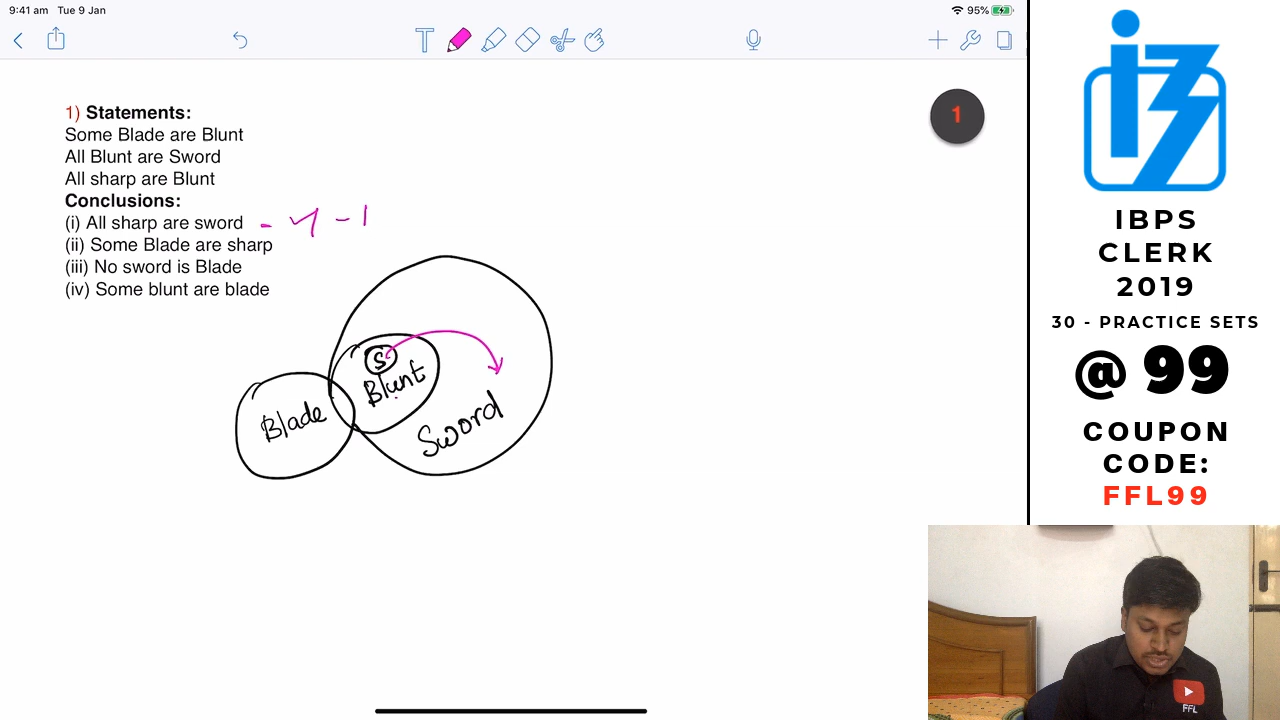 9:41 am Tue 9 Jan
95%
T
1) Statements:
Some Blade are Blunt
All Blunt are Sword
All sharp are Blunt
Conclusions:
(i) All sharp are sword
(ii) Some Blade are sharp
(iii) No sword is Blade
(iv) Some blunt are blade
S
Blunt
Blade
Sword
1
IBPS
CLERK
2019
30 - PRACTICE SETS
@ 99
COUPON
CODE:
FFL99
FFL